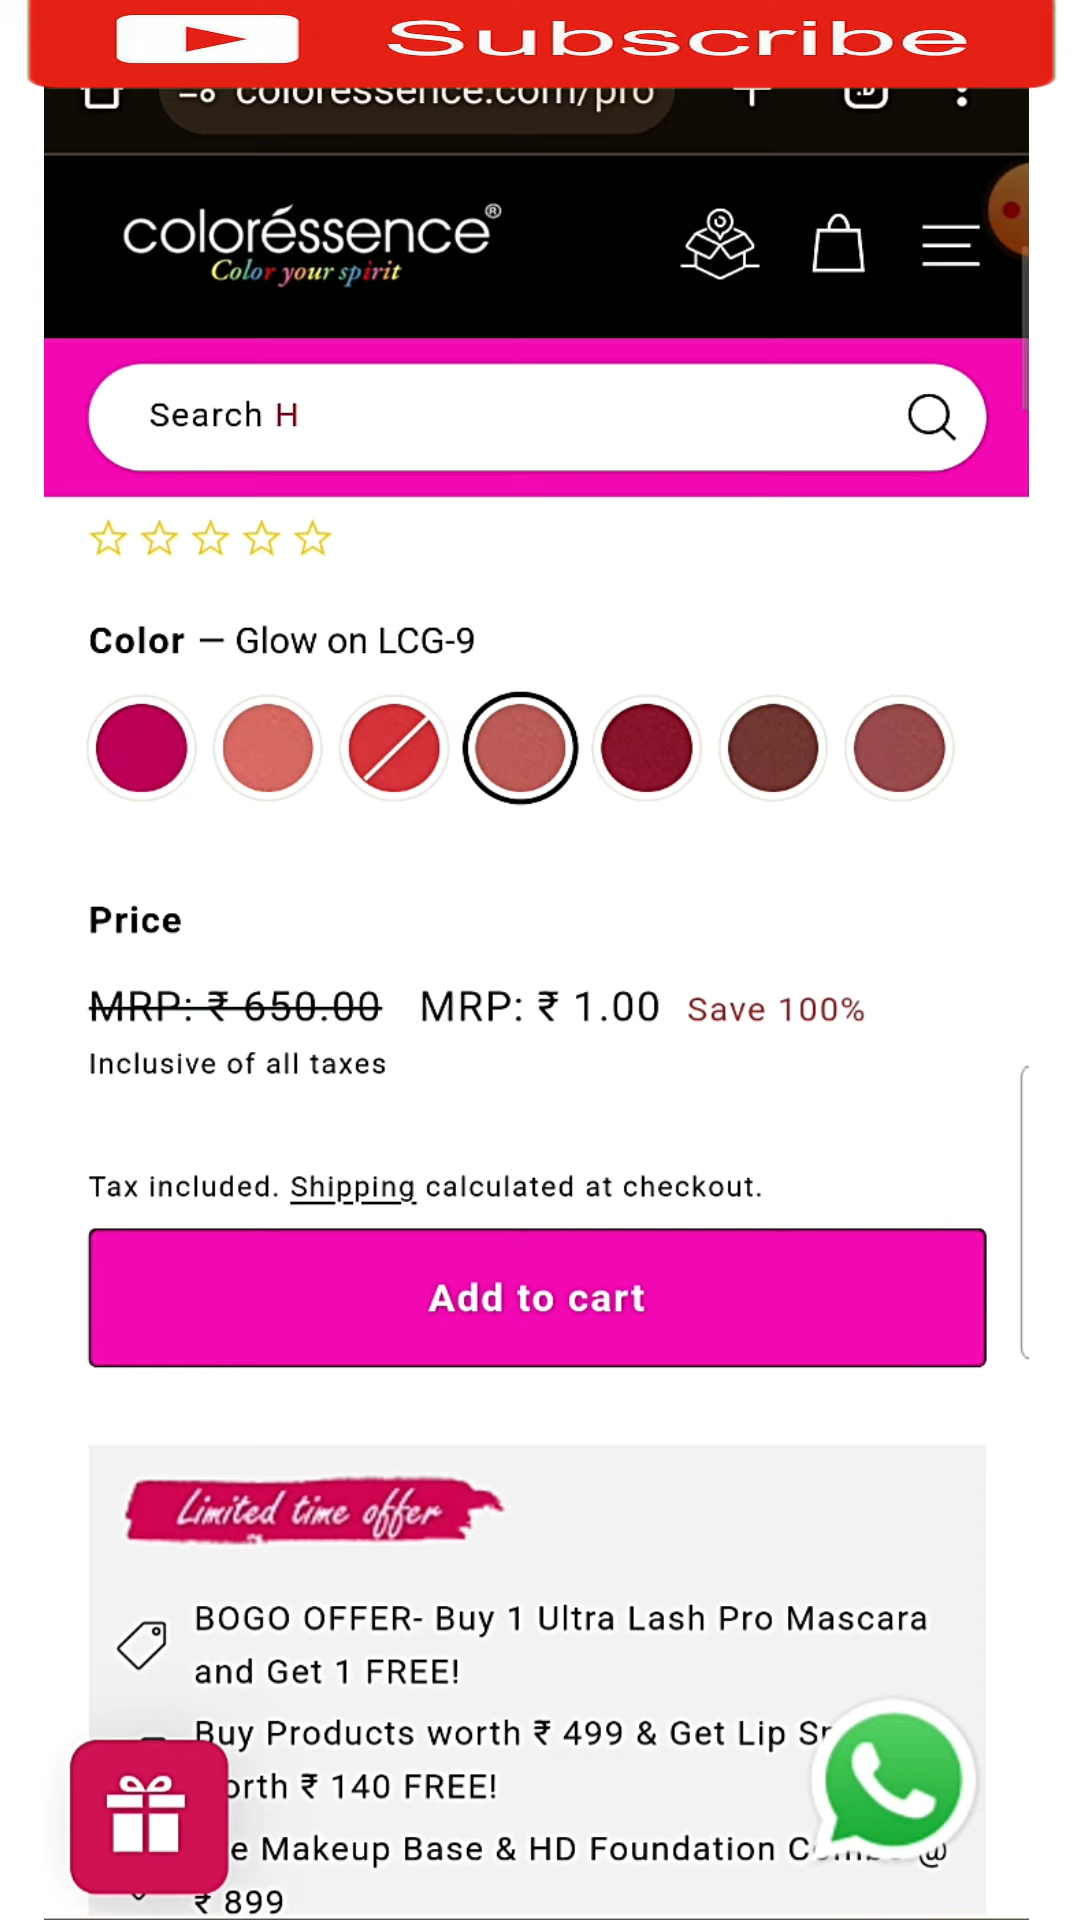 Subscribe
coloressence.com/pro
coloréssence®
Color your spirit
Search H
Color — Glow on LCG-9
Price
MRP: ₹ 650.00 MRP: ₹ 1.00 Save 100%
Inclusive of all taxes
Tax included. Shipping calculated at checkout.
Add to cart
Limited time offer
BOGO OFFER- Buy 1 Ultra Lash Pro Mascara
and Get 1 FREE!
Buy Products worth ₹ 499 & Get Lip
₹ 140 FREE!
Makeup Base & HD Foundation @
₹ 899